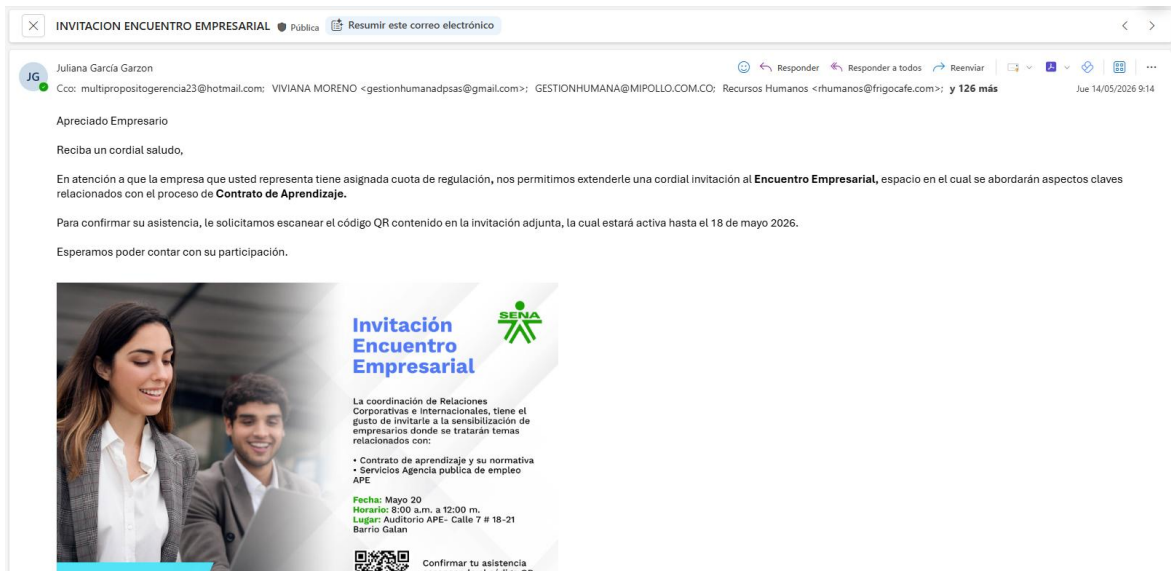 INVITACION ENCUENTRO EMPRESARIAL Pública Resumir este correo electrónico
JG
Juliana García Garzon
Responder Responder a todos Reenviar
Cco: multipropositogerencia23@hotmail.com; VIVIANA MORENO <gestionhumanadpsas@gmail.com>; GESTIONHUMANA@MIPOLLO.COM.CO; Recursos Humanos <rhumanos@frigocafe.com>; y 126 más
Jue 14/05/2026 9:14
Apreciado Empresario
Reciba un cordial saludo,
En atención a que la empresa que usted representa tiene asignada cuota de regulación, nos permitimos extenderle una cordial invitación al Encuentro Empresarial, espacio en el cual se abordarán aspectos claves
relacionados con el proceso de Contrato de Aprendizaje.
Para confirmar su asistencia, le solicitamos escanear el código QR contenido en la invitación adjunta, la cual estará activa hasta el 18 de mayo 2026.
Esperamos poder contar con su participación.
SENA
Invitación
Encuentro
Empresarial
La coordinación de Relaciones
Corporativas e Internacionales, tiene el
gusto de invitarle a la sensibilización de
empresarios donde se tratarán temas
relacionados con:
• Contrato de aprendizaje y su normativa
• Servicios Agencia publica de empleo
APE
Fecha: Mayo 20
Horario: 8:00 a.m. a 12:00 m.
Lugar: Auditorio APE- Calle 7 # 18-21
Barrio Galan
Confirmar tu asistencia